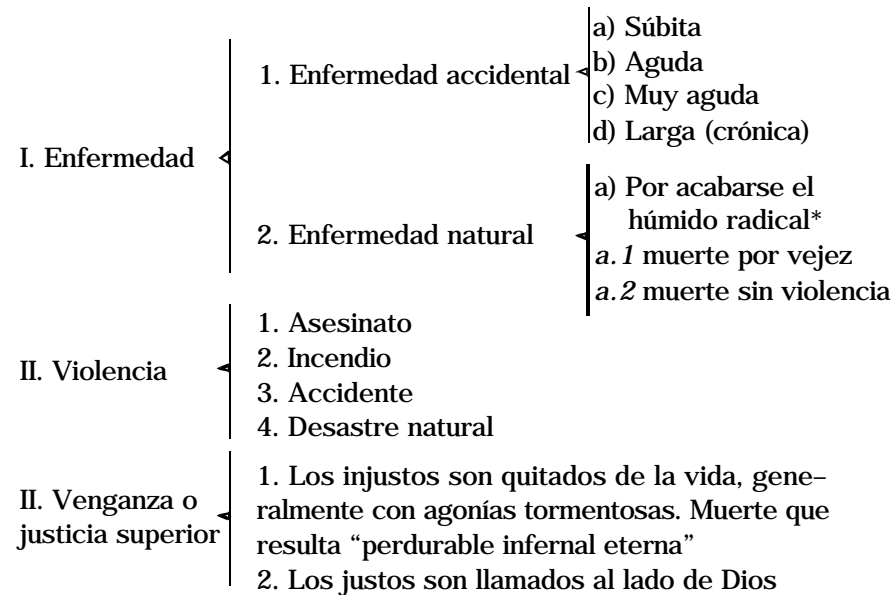 I. Enfermedad
1. Enfermedad accidental
a) Súbita
b) Aguda
c) Muy aguda
d) Larga (crónica)
2. Enfermedad natural
a) Por acabarse el
húmido radical*
a.1 muerte por vejez
a.2 muerte sin violencia
II. Violencia
1. Asesinato
2. Incendio
3. Accidente
4. Desastre natural
II. Venganza o
justicia superior
1. Los injustos son quitados de la vida, gene-
ralmente con agonías tormentosas. Muerte que
resulta “perdurable infernal eterna”
2. Los justos son llamados al lado de Dios